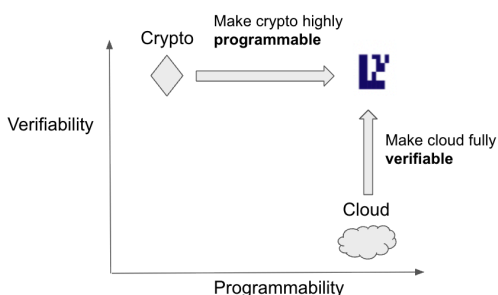 Make crypto highly
programmable
Crypto
Verifiability
Make cloud fully
verifiable
Cloud
Programmability